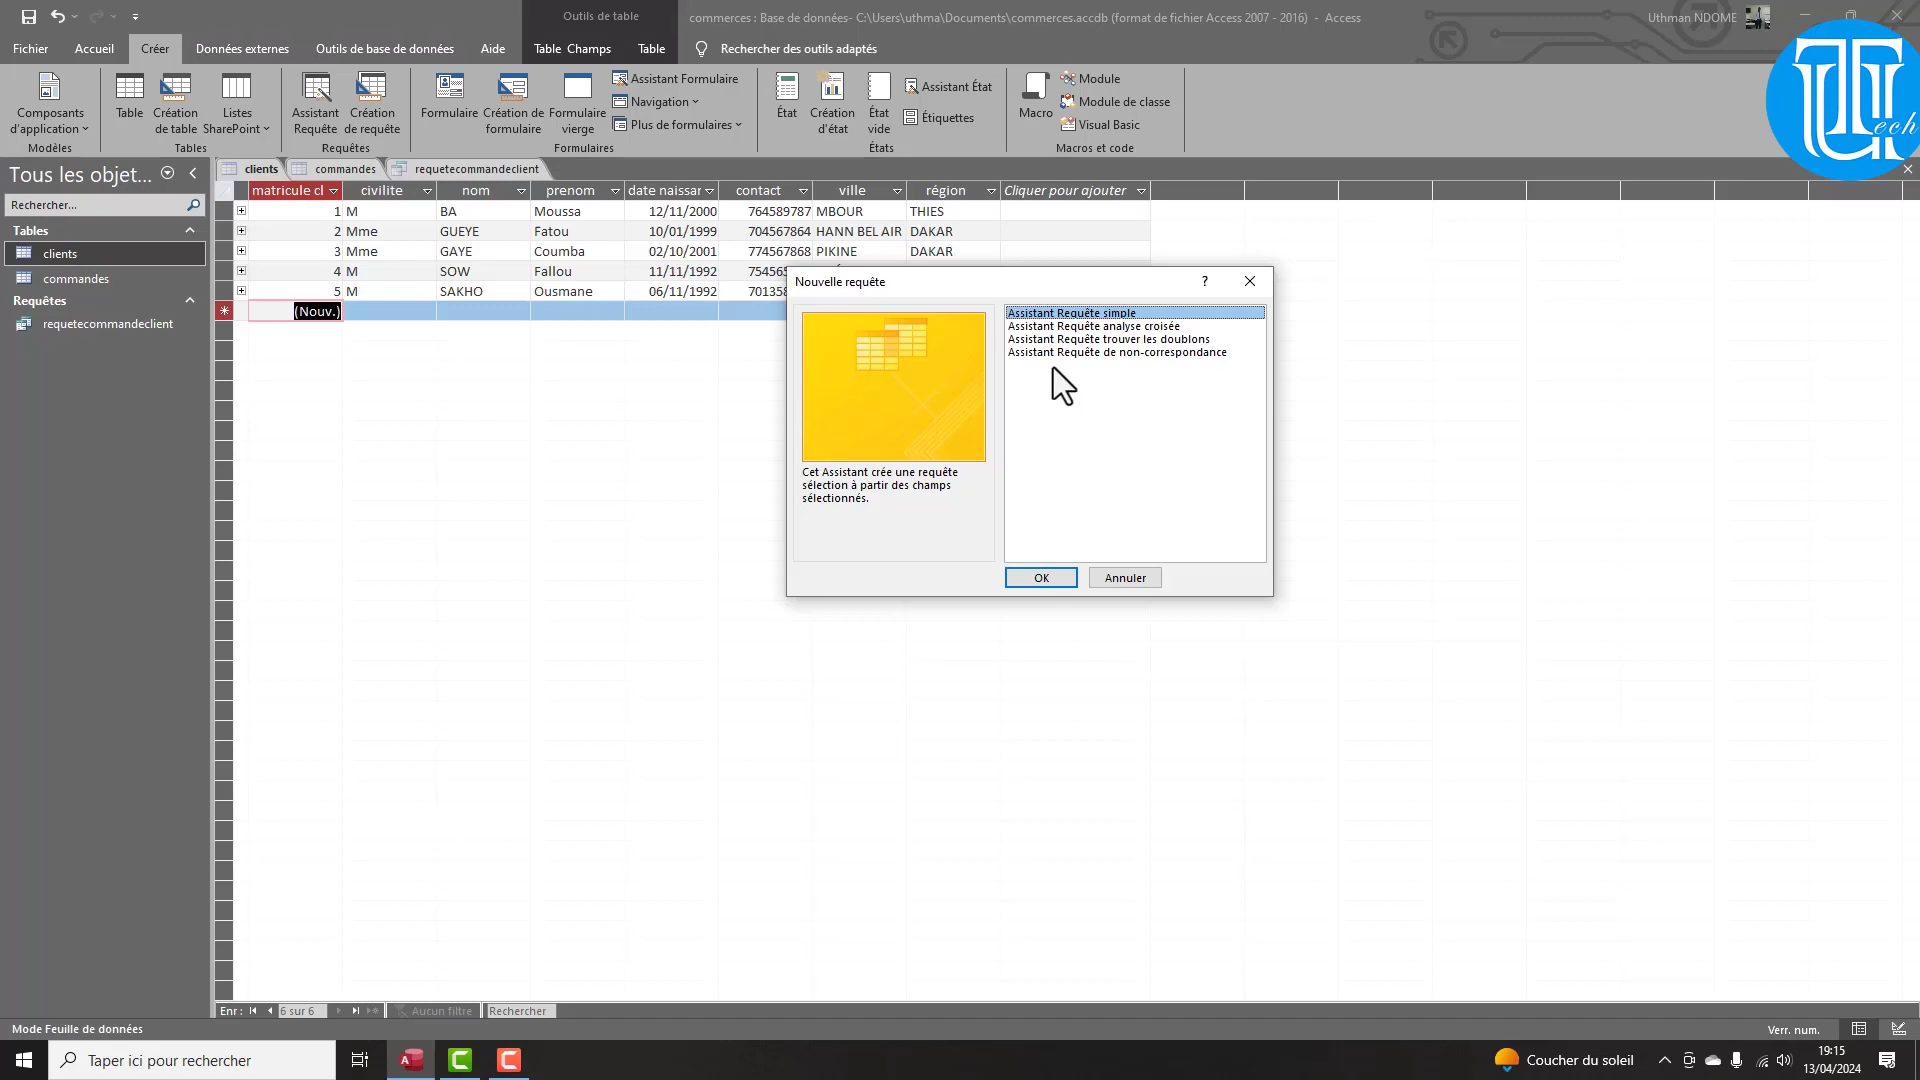 Outils de table
commerces : Base de données- C:\Users\uthma\Documents\commerces.accdb (format de fichier Access 2007 - 2016) - Access
Uthman NDOME
Fichier Accueil Créer Données externes Outils de base de données Aide Table Champs Table Rechercher des outils adaptés
Composants d'application
Modèles
Table
Création de table
Listes SharePoint
Tables
Assistant Requête
Création de requête
Requêtes
Formulaire
Création de formulaire
Formulaire vierge
Assistant Formulaire
Navigation
Plus de formulaires
Formulaires
État
Création d'état
État vide
Assistant État
Étiquettes
États
Macro
Module
Module de classe
Visual Basic
Macros et code
UTech
Tous les objet...
Rechercher...
Tables
clients
commandes
Requêtes
requetecommandeclient
clients commandes requetecommandeclient
matricule cl civilite nom prenom date naissar contact ville région Cliquer pour ajouter
1 M BA Moussa 12/11/2000 764589787 MBOUR THIES
2 Mme GUEYE Fatou 10/01/1999 704567864 HANN BEL AIR DAKAR
3 Mme GAYE Coumba 02/10/2001 774567868 PIKINE DAKAR
4 M SOW Fallou 11/11/1992
5 M SAKHO Ousmane 06/11/1992
(Nouv.)
Nouvelle requête
?
Assistant Requête simple
Assistant Requête analyse croisée
Assistant Requête trouver les doublons
Assistant Requête de non-correspondance
Cet Assistant crée une requête
sélection à partir des champs
sélectionnés.
OK Annuler
Enr : 6 sur 6 Aucun filtre Rechercher
Mode Feuille de données
Verr. num.
Taper ici pour rechercher
Coucher du soleil
19:15
13/04/2024